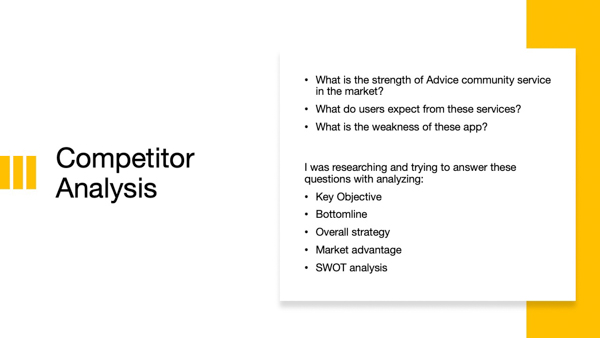 Competitor
Analysis
• What is the strength of Advice community service
in the market?
• What do users expect from these services?
• What is the weakness of these app?
I was researching and trying to answer these
questions with analyzing:
• Key Objective
• Bottomline
• Overall strategy
• Market advantage
• SWOT analysis